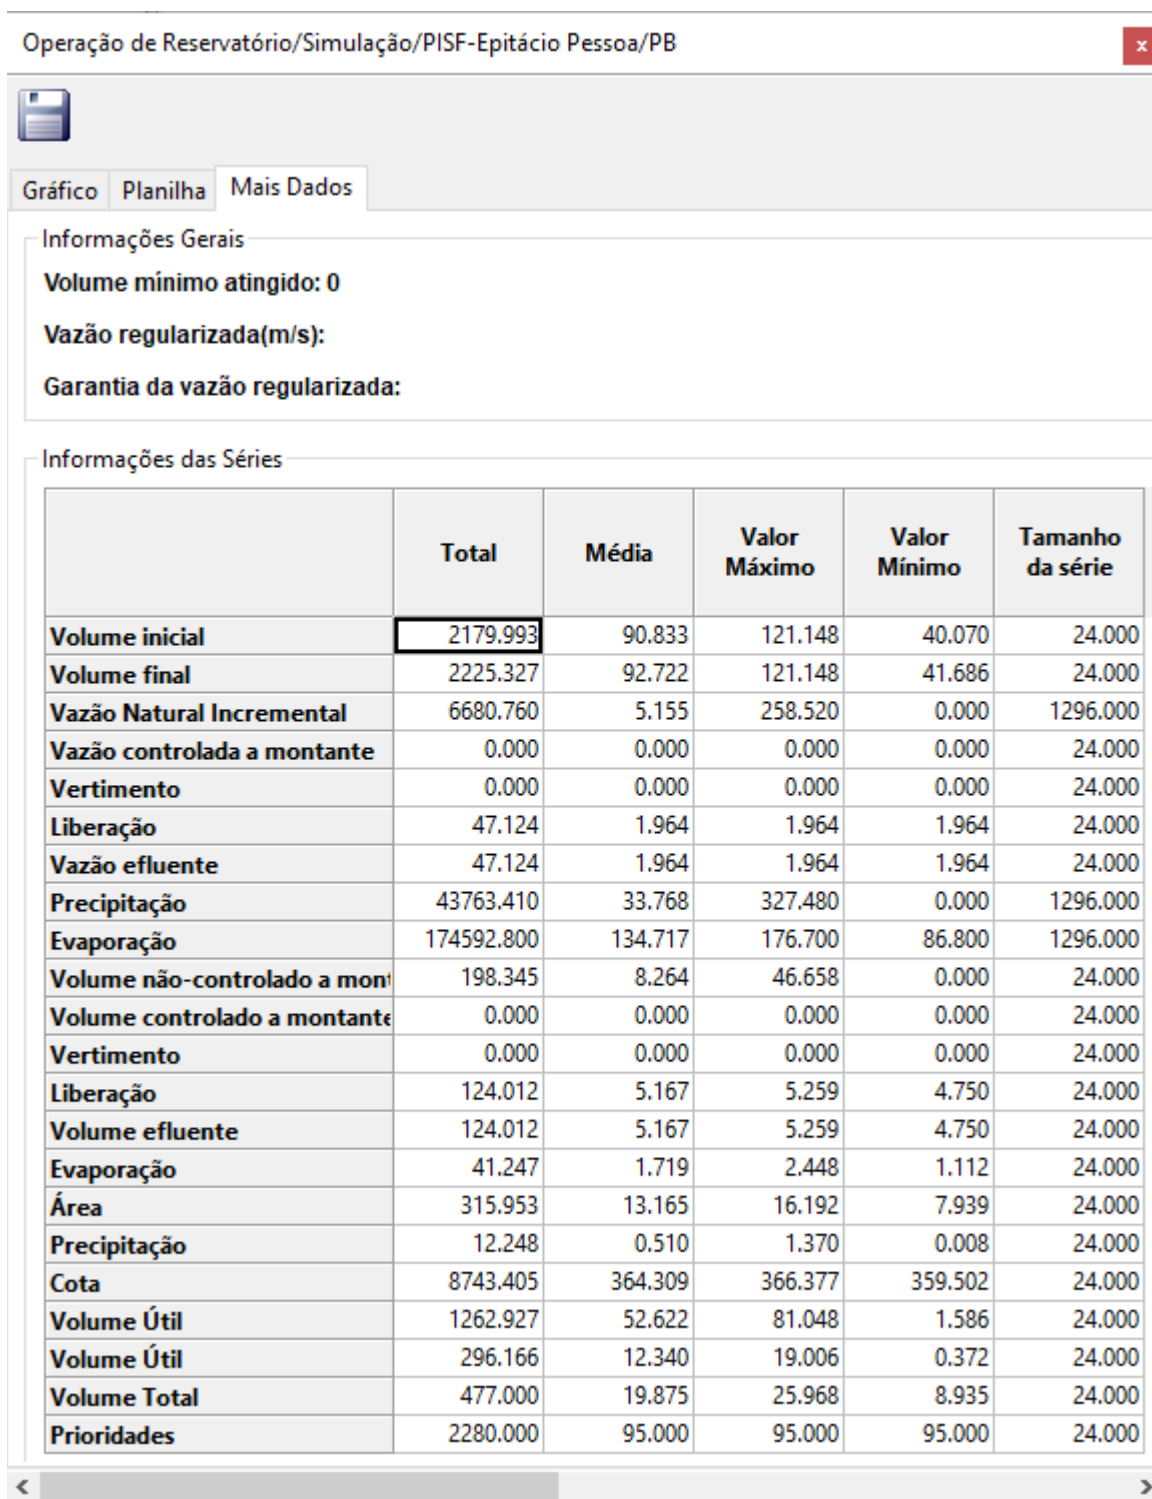 Operação de Reservatório/Simulação/PISF-Epitácio Pessoa/PB x
Gráfico Planilha Mais Dados
Informações Gerais
Volume mínimo atingido: 0
Vazão regularizada(m/s):
Garantia da vazão regularizada:
Informações das Séries
Total Média Valor Máximo Valor Mínimo Tamanho da série
Volume inicial 2179.993 90.833 121.148 40.070 24.000
Volume final 2225.327 92.722 121.148 41.686 24.000
Vazão Natural Incremental 6680.760 5.155 258.520 0.000 1296.000
Vazão controlada a montante 0.000 0.000 0.000 0.000 24.000
Vertimento 0.000 0.000 0.000 0.000 24.000
Liberação 47.124 1.964 1.964 1.964 24.000
Vazão efluente 47.124 1.964 1.964 1.964 24.000
Precipitação 43763.410 33.768 327.480 0.000 1296.000
Evaporação 174592.800 134.717 176.700 86.800 1296.000
Volume não-controlado a mont 198.345 8.264 46.658 0.000 24.000
Volume controlado a montante 0.000 0.000 0.000 0.000 24.000
Vertimento 0.000 0.000 0.000 0.000 24.000
Liberação 124.012 5.167 5.259 4.750 24.000
Volume efluente 124.012 5.167 5.259 4.750 24.000
Evaporação 41.247 1.719 2.448 1.112 24.000
Área 315.953 13.165 16.192 7.939 24.000
Precipitação 12.248 0.510 1.370 0.008 24.000
Cota 8743.405 364.309 366.377 359.502 24.000
Volume Útil 1262.927 52.622 81.048 1.586 24.000
Volume Útil 296.166 12.340 19.006 0.372 24.000
Volume Total 477.000 19.875 25.968 8.935 24.000
Prioridades 2280.000 95.000 95.000 95.000 24.000